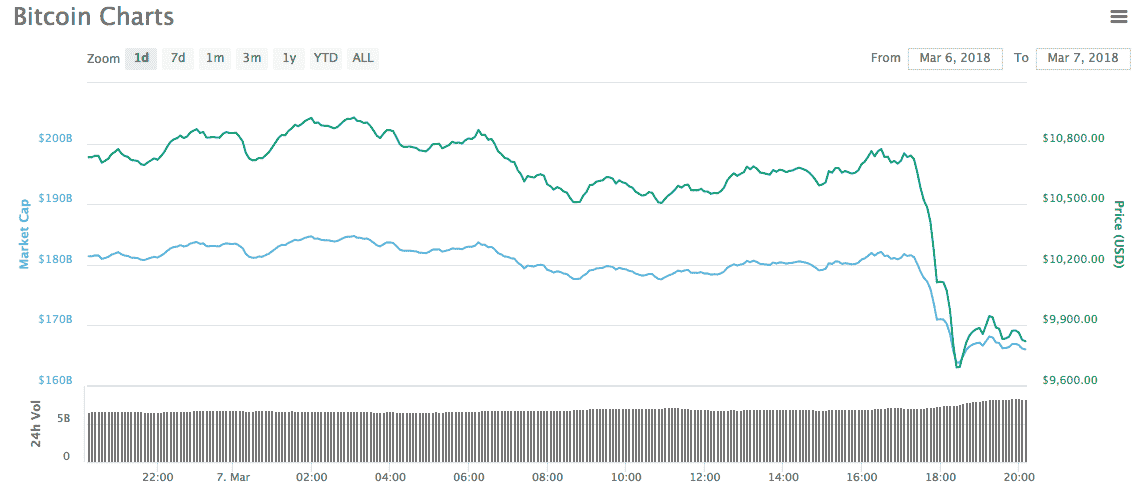 Bitcoin Charts
Zoom 1d 7d 1m 3m 1y YTD ALL From Mar 6, 2018 To Mar 7, 2018
$200B $10,800.00
$190B $10,500.00
$180B $10,200.00
$170B $9,900.00
$160B $9,600.00
Market Cap
Price (USD)
24h Vol
5B
0
22:00 7. Mar 02:00 04:00 06:00 08:00 10:00 12:00 14:00 16:00 18:00 20:00